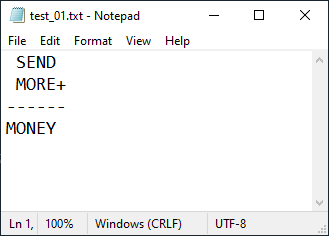 test_01.txt - Notepad
File Edit Format View Help
 SEND
 MORE+
------
MONEY
Ln 1, 100% Windows (CRLF) UTF-8